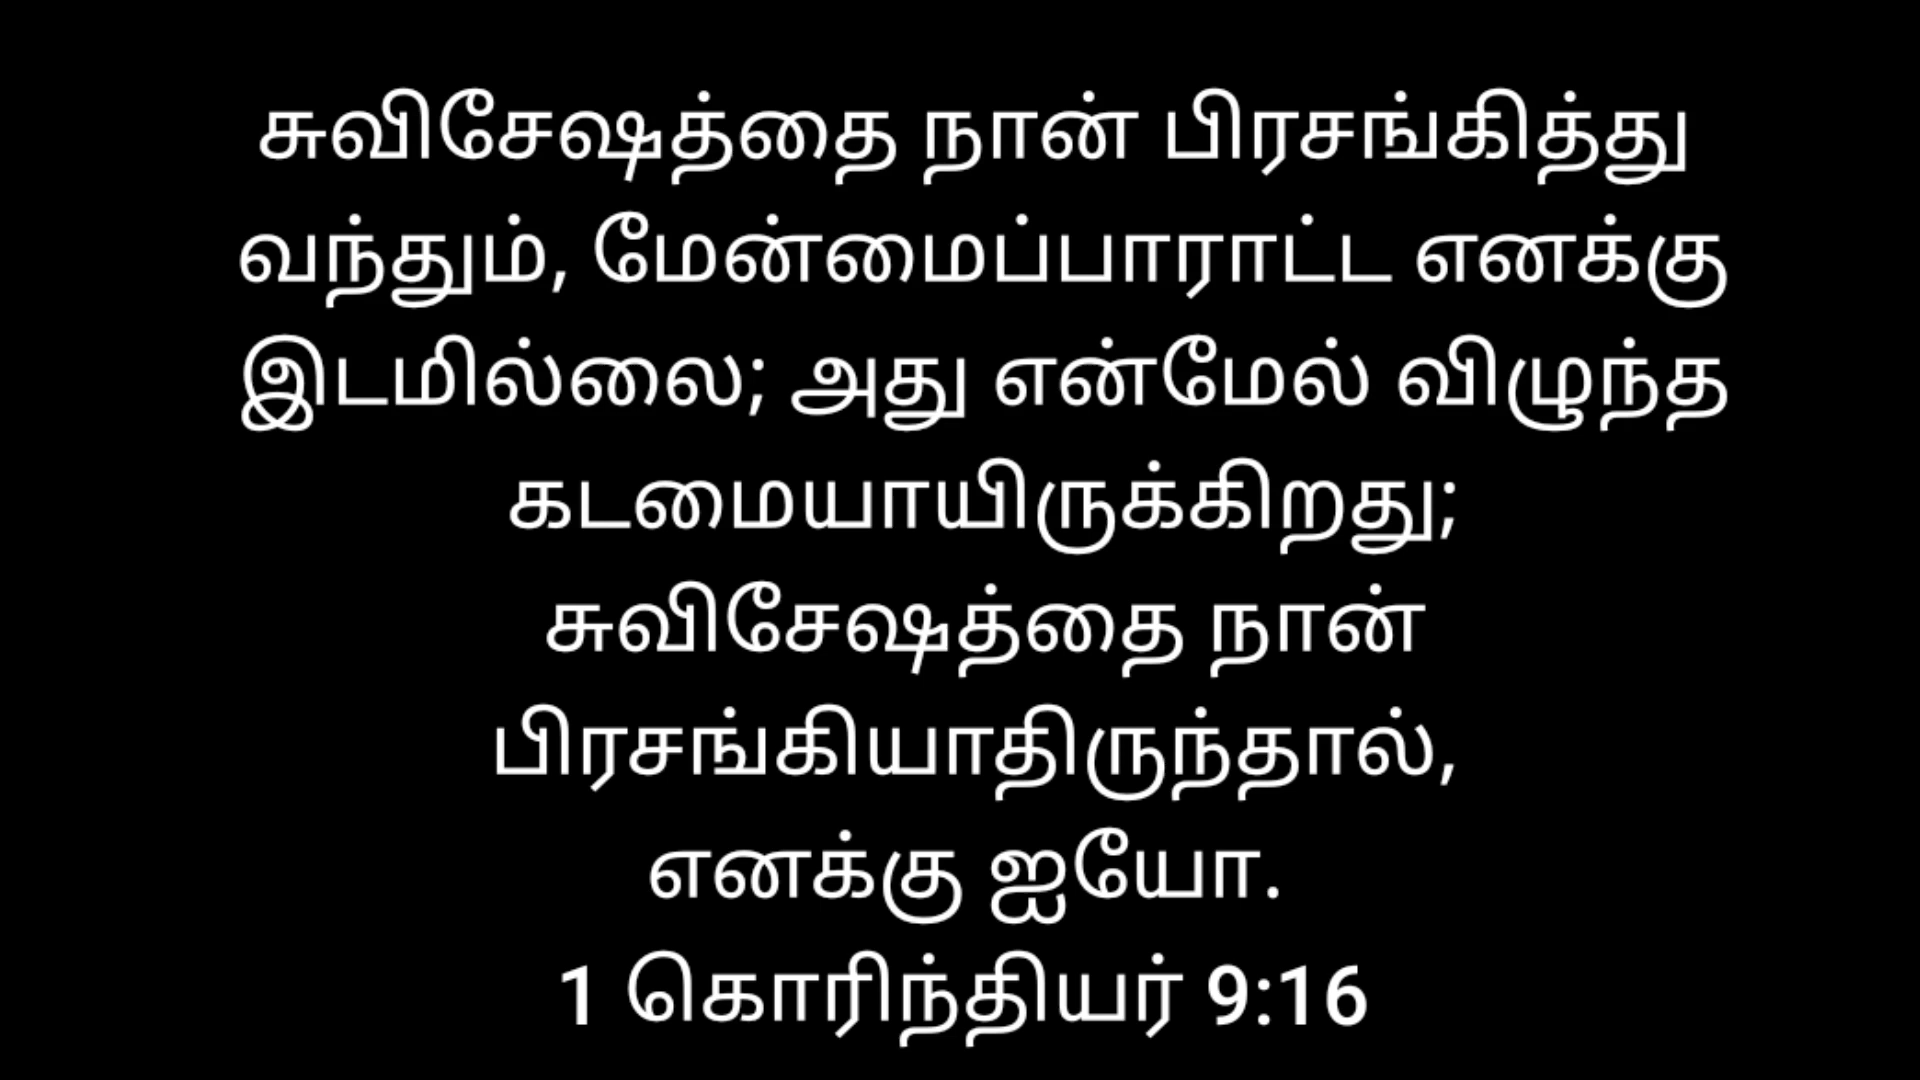 சுவிசேஷத்தை நான் பிரசங்கித்து
வந்தும், மேன்மைப்பாராட்ட எனக்கு
இடமில்லை; அது என்மேல் விழுந்த
கடமையாயிருக்கிறது;
சுவிசேஷத்தை நான்
பிரசங்கியாதிருந்தால்,
எனக்கு ஐயோ.
1 கொரிந்தியர் 9:16